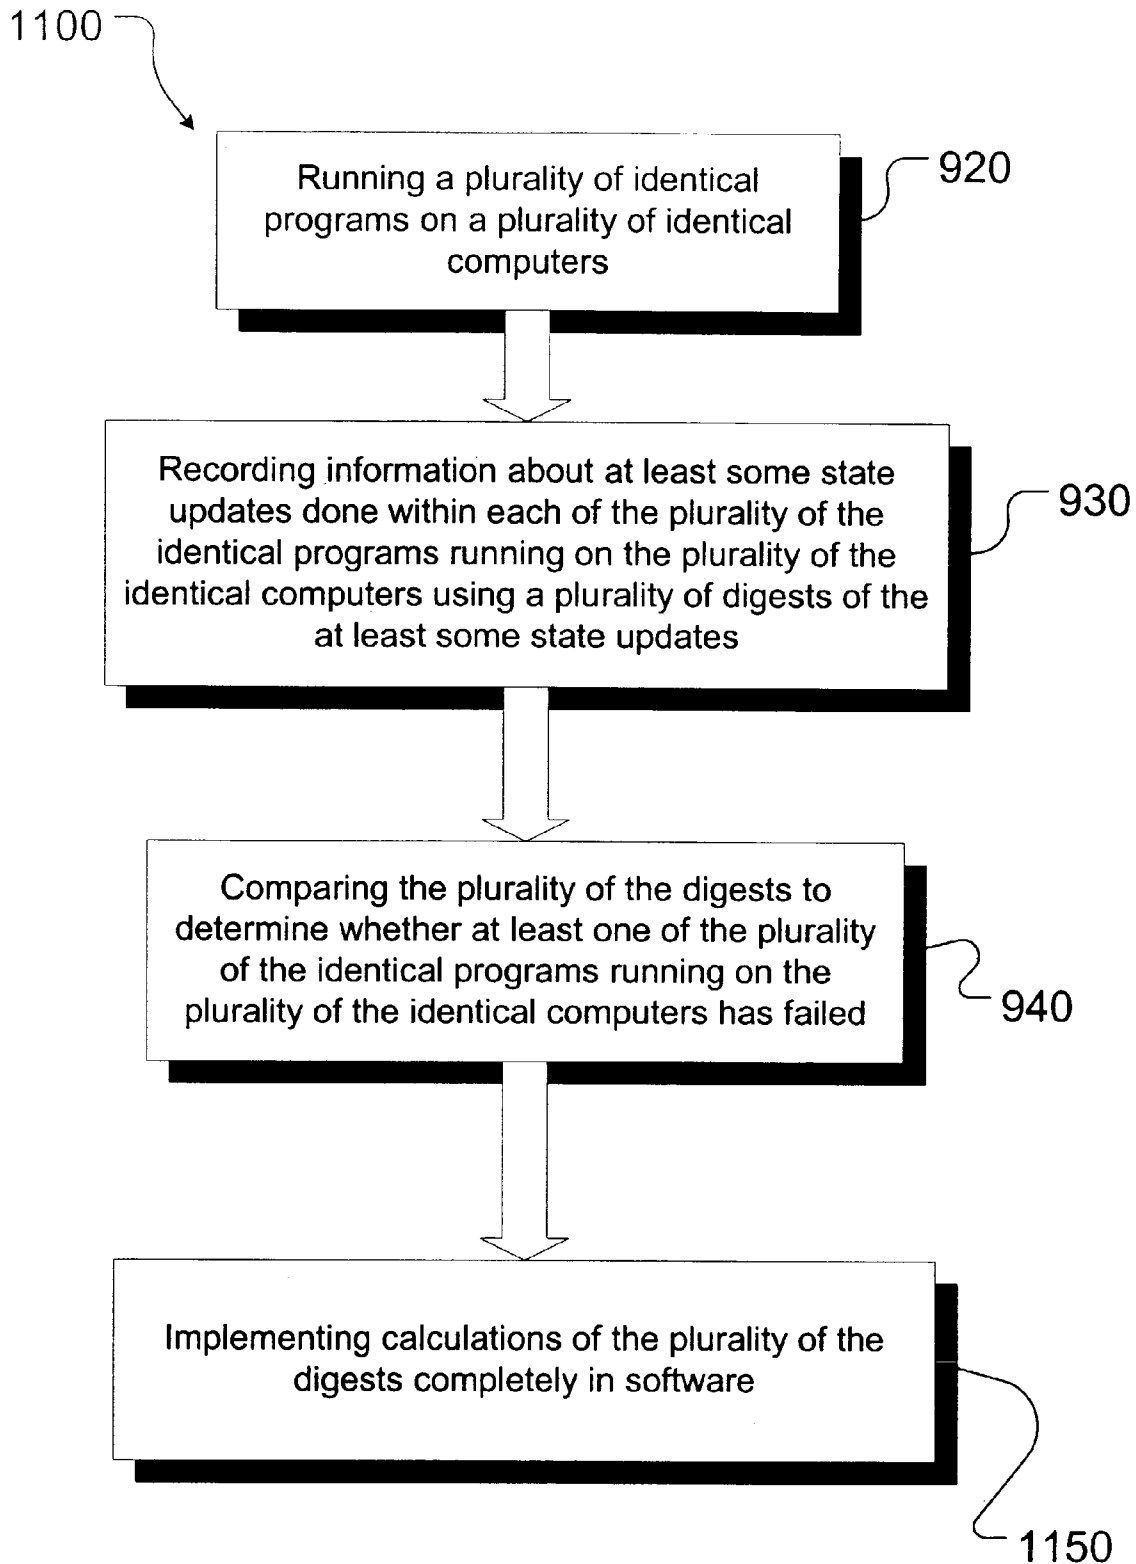 1100
Running a plurality of identical
programs on a plurality of identical
computers
920
Recording information about at least some state
updates done within each of the plurality of the
identical programs running on the plurality of the
identical computers using a plurality of digests of the
at least some state updates
930
Comparing the plurality of the digests to
determine whether at least one of the plurality
of the identical programs running on the
plurality of the identical computers has failed
940
Implementing calculations of the plurality of the
digests completely in software
1150